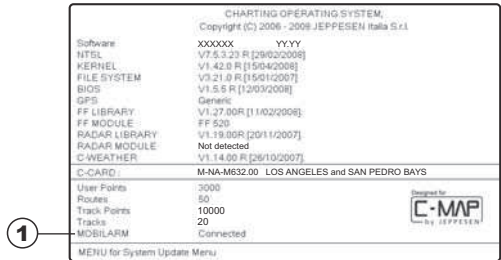 CHARTING OPERATING SYSTEM,
Copyright (C) 2006 - 2008 JEPPESEN Italia S.r.l.
Software XXXXXX YY.YY
NTSL V7.5.3.23 R [29/02/2008]
KERNEL V1.42.0 R [15/04/2008]
FILE SYSTEM V3.21.0 R [15/01/2007]
BIOS V1.5.5 R [12/03/2008]
GPS Generic
FF LIBRARY V1.27.00R [11/02/2008]
FF MODULE FF 520
RADAR LIBRARY V1.19.00R [20/11/2007]
RADAR MODULE Not detected
C-WEATHER V1.14.00 R [26/10/2007]
C-CARD : M-NA-M632.00 LOS ANGELES and SAN PEDRO BAYS
User Points 3000
Routes 50
Track Points 10000
Tracks 20
1 MOBILARM Connected
Designed for
C-MAP
by JEPPESEN
MENU for System Update Menu